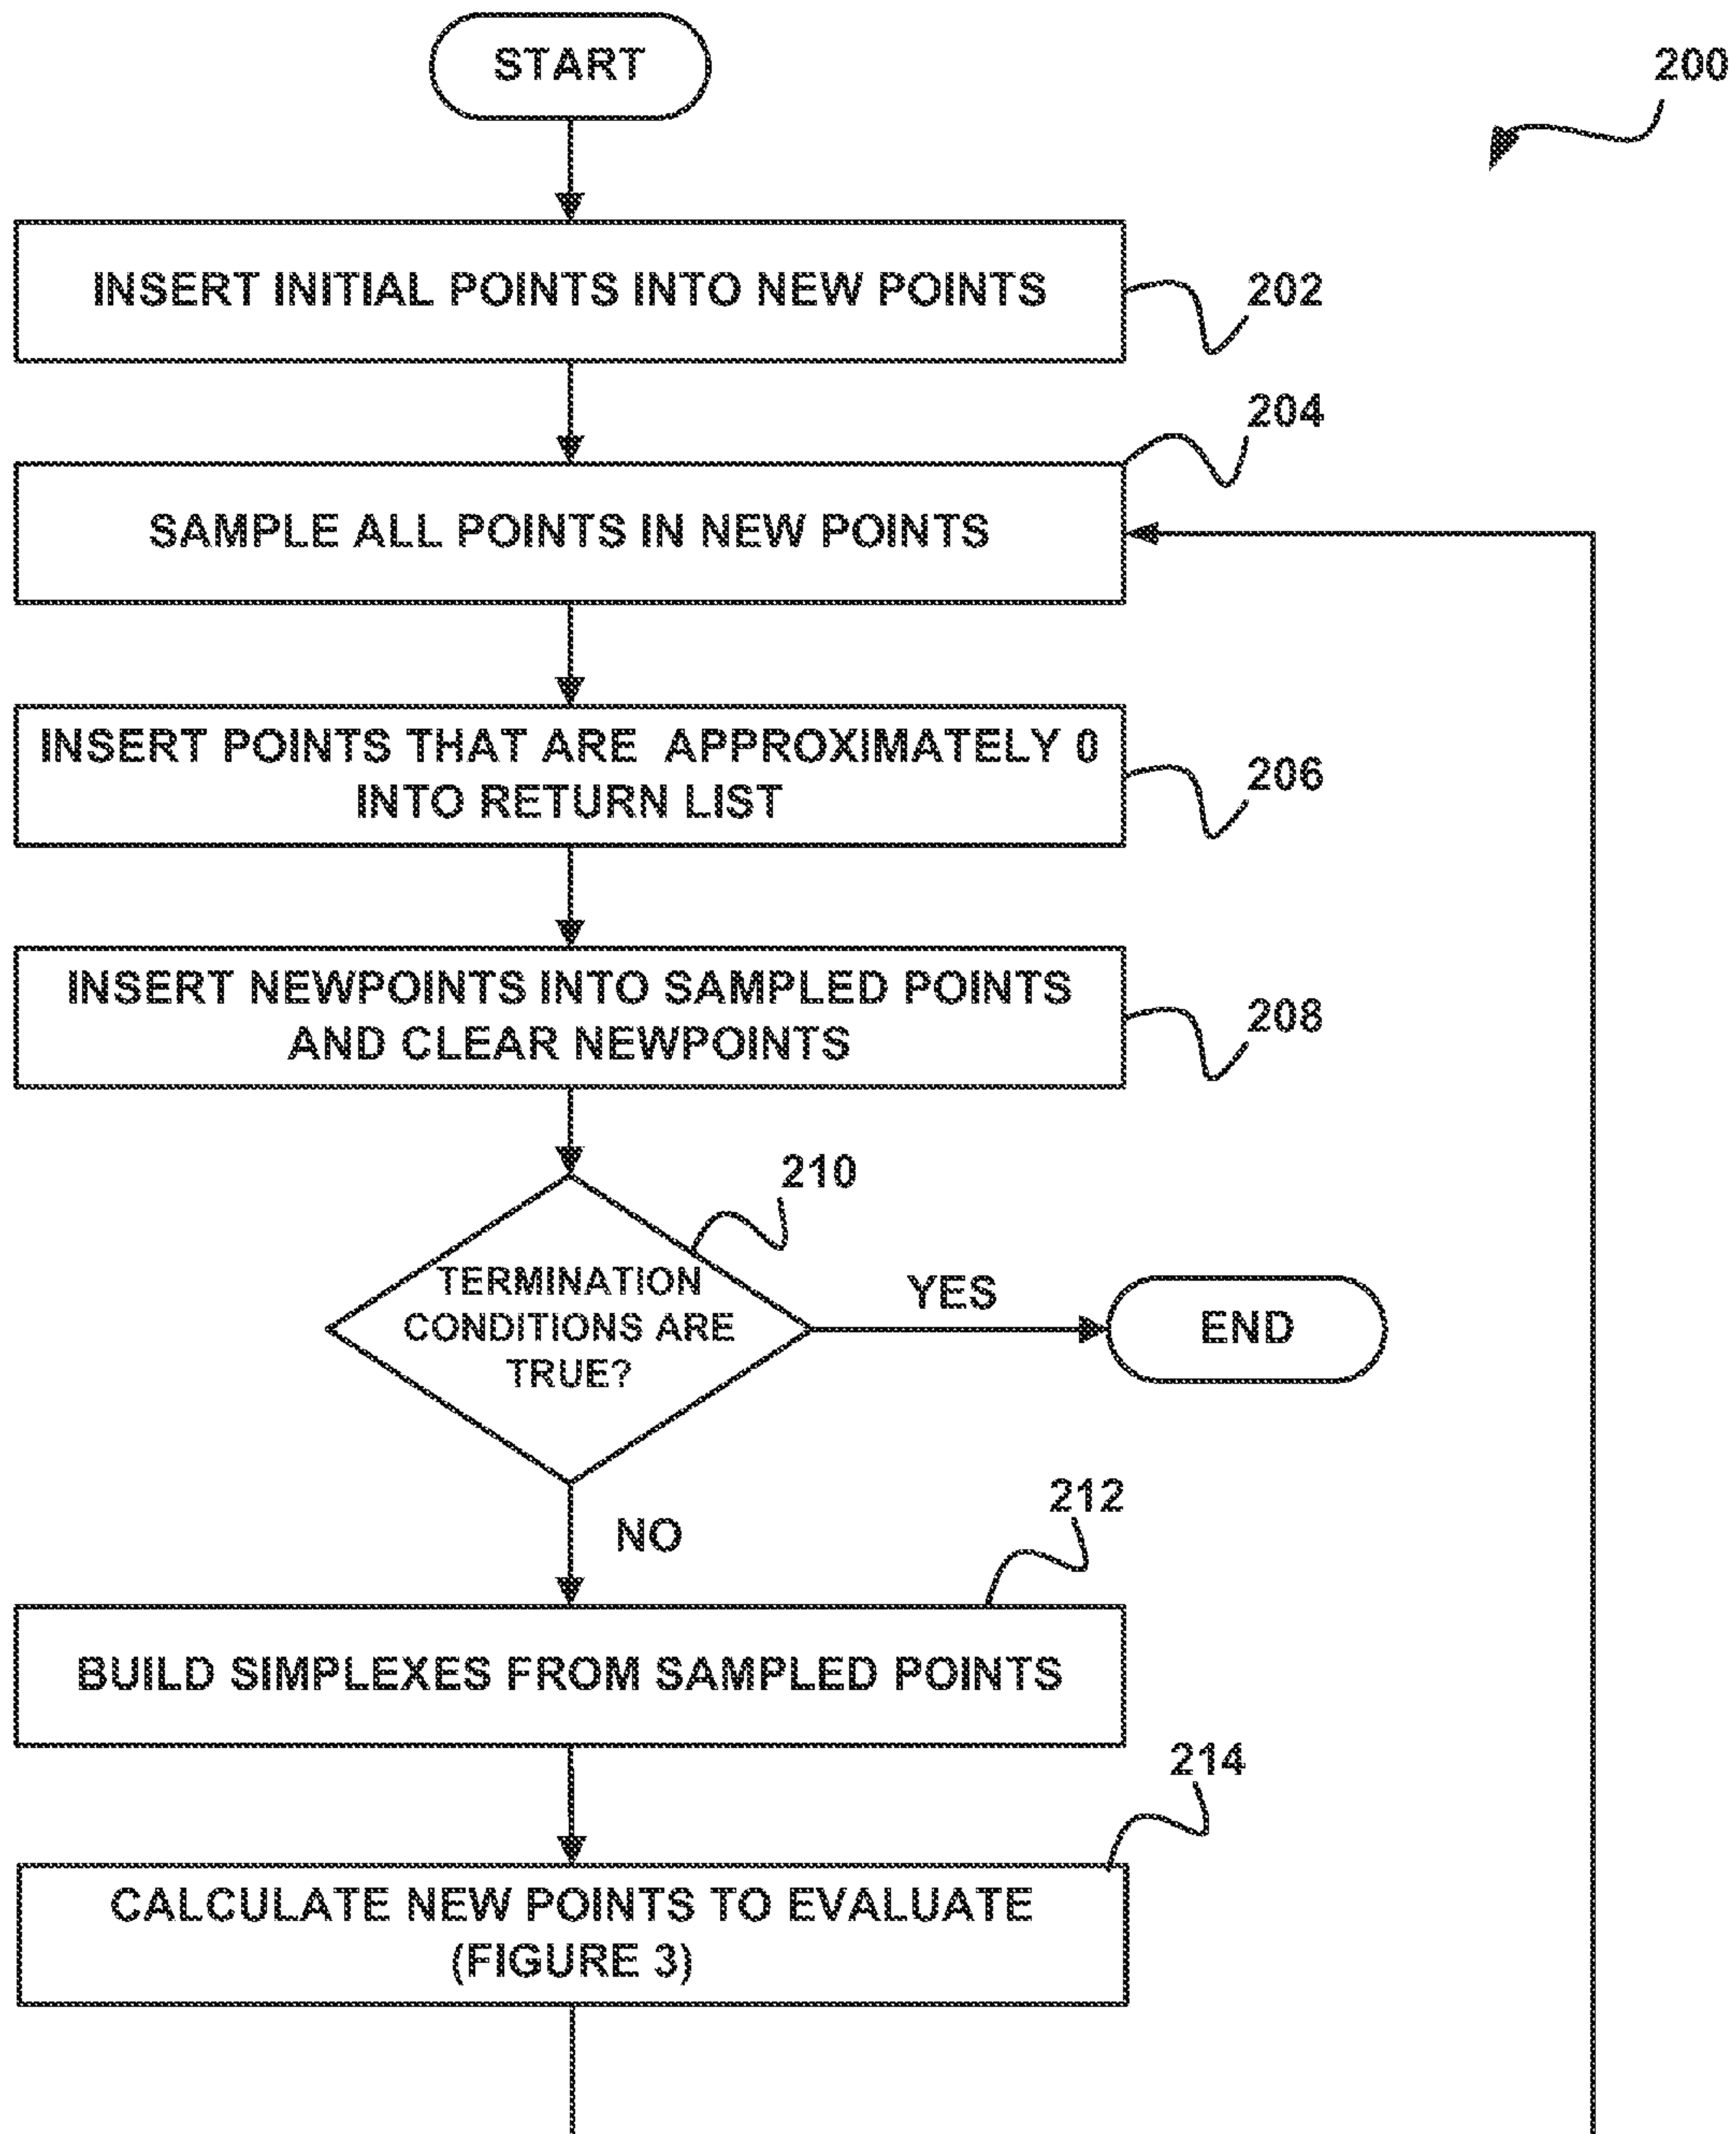 START
200
INSERT INITIAL POINTS INTO NEW POINTS
202
204
SAMPLE ALL POINTS IN NEW POINTS
INSERT POINTS THAT ARE APPROXIMATELY 0
INTO RETURN LIST
206
INSERT NEWPOINTS INTO SAMPLED POINTS
AND CLEAR NEWPOINTS
208
210
TERMINATION
CONDITIONS ARE
TRUE?
YES
END
NO
212
BUILD SIMPLEXES FROM SAMPLED POINTS
214
CALCULATE NEW POINTS TO EVALUATE
(FIGURE 3)